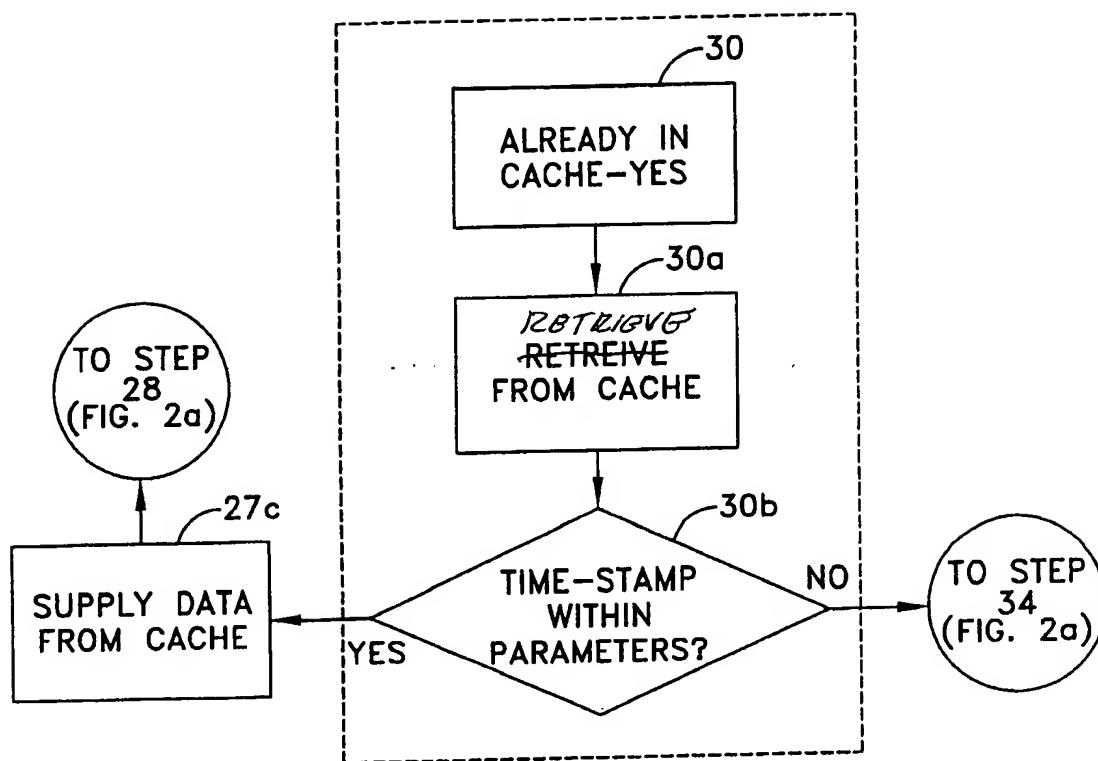 30
ALREADY IN
CACHE-YES
30a
RETRIEVE
RETREIVE
FROM CACHE
TO STEP
28
(FIG. 2a)
27c
SUPPLY DATA
FROM CACHE
30b
TIME-STAMP
WITHIN
PARAMETERS?
YES
NO
TO STEP
34
(FIG. 2a)